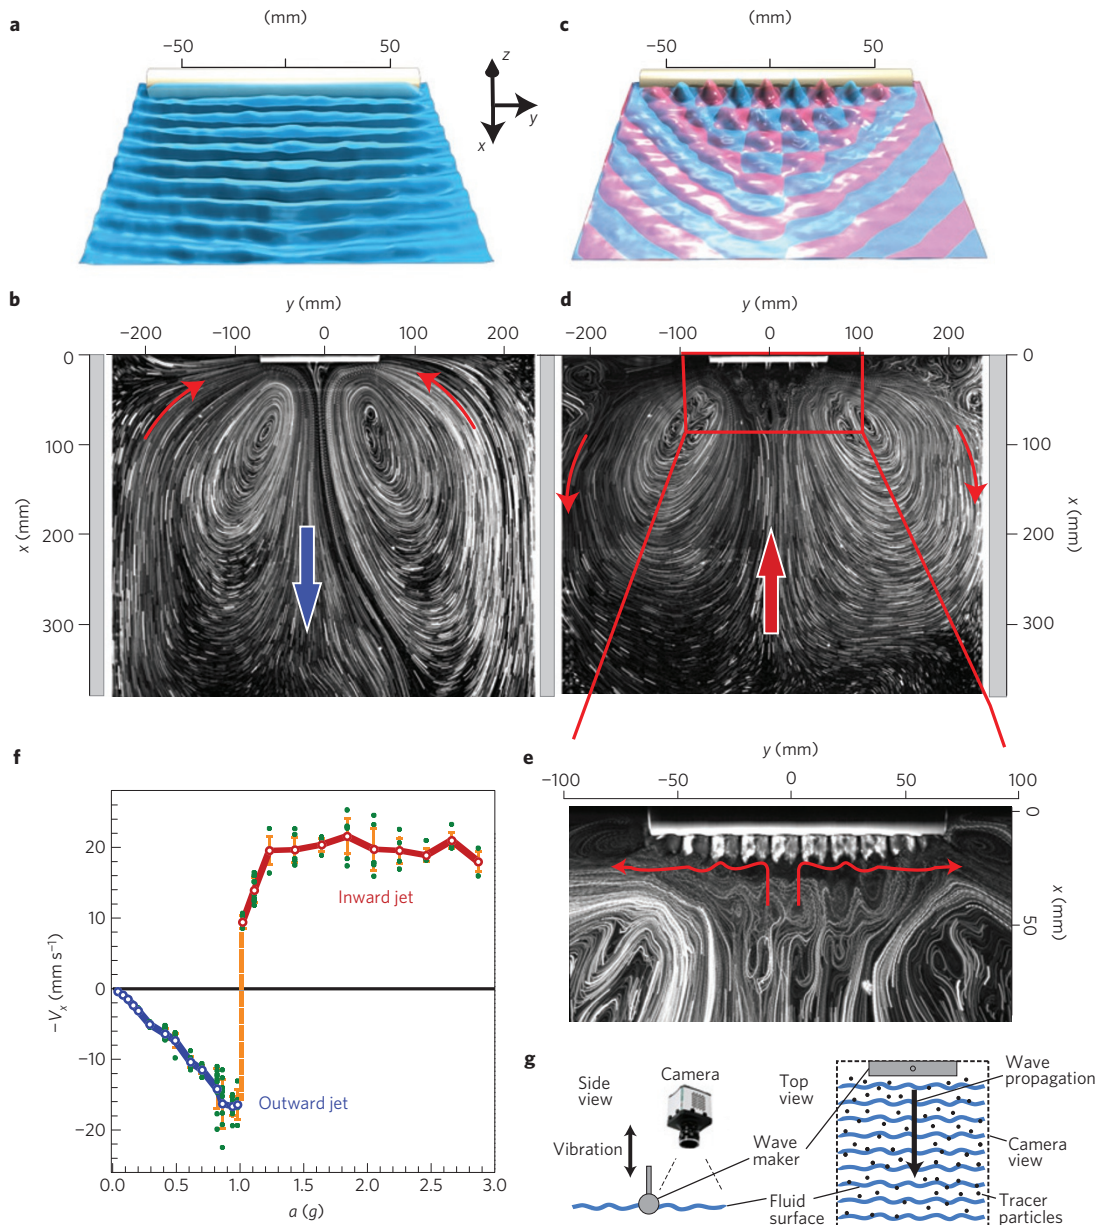 a
(mm)
−50
50
z
y
x
c
(mm)
−50
50
b
y (mm)
−200
−100
0
100
200
0
100
200
300
x (mm)
d
y (mm)
−200
−100
0
100
200
0
100
200
300
x (mm)
f
20
10
0
−10
−20
−Vx (mm s−1)
Inward jet
Outward jet
0
0.5
1.0
1.5
2.0
2.5
3.0
a (g)
e
y (mm)
−100
−50
0
50
100
0
50
x (mm)
g
Side
view
Camera
Vibration
Top
view
Wave
maker
Fluid
surface
Wave
propagation
Camera
view
Tracer
particles